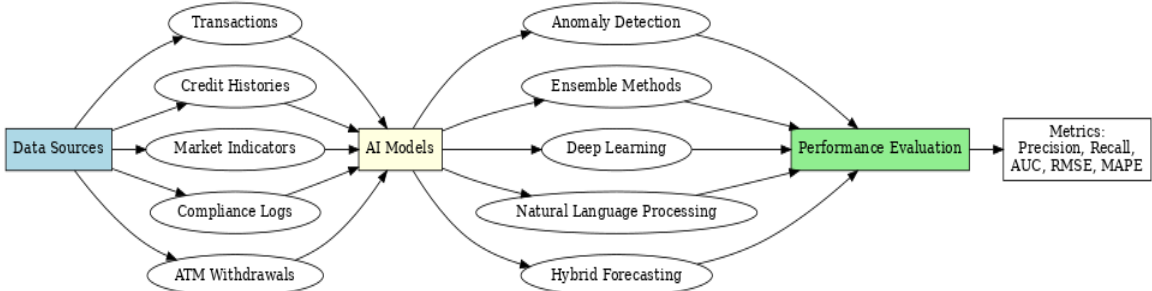 Data Sources
Transactions
Credit Histories
Market Indicators
Compliance Logs
ATM Withdrawals
AI Models
Anomaly Detection
Ensemble Methods
Deep Learning
Natural Language Processing
Hybrid Forecasting
Performance Evaluation
Metrics:
Precision, Recall,
AUC, RMSE, MAPE